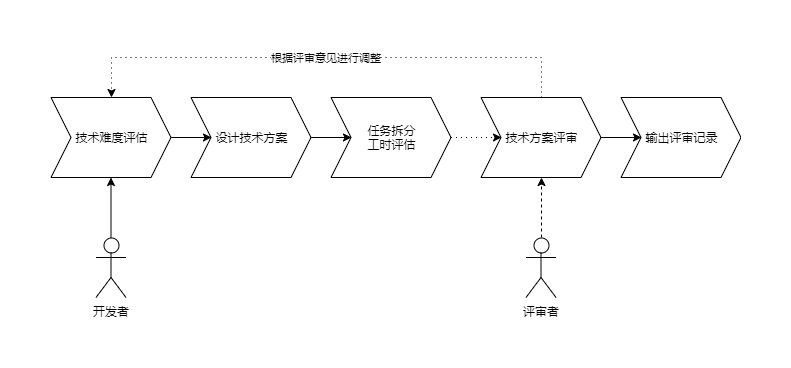 根据评审意见进行调整
技术难度评估
设计技术方案
任务拆分
工时评估
技术方案评审
输出评审记录
开发者
评审者